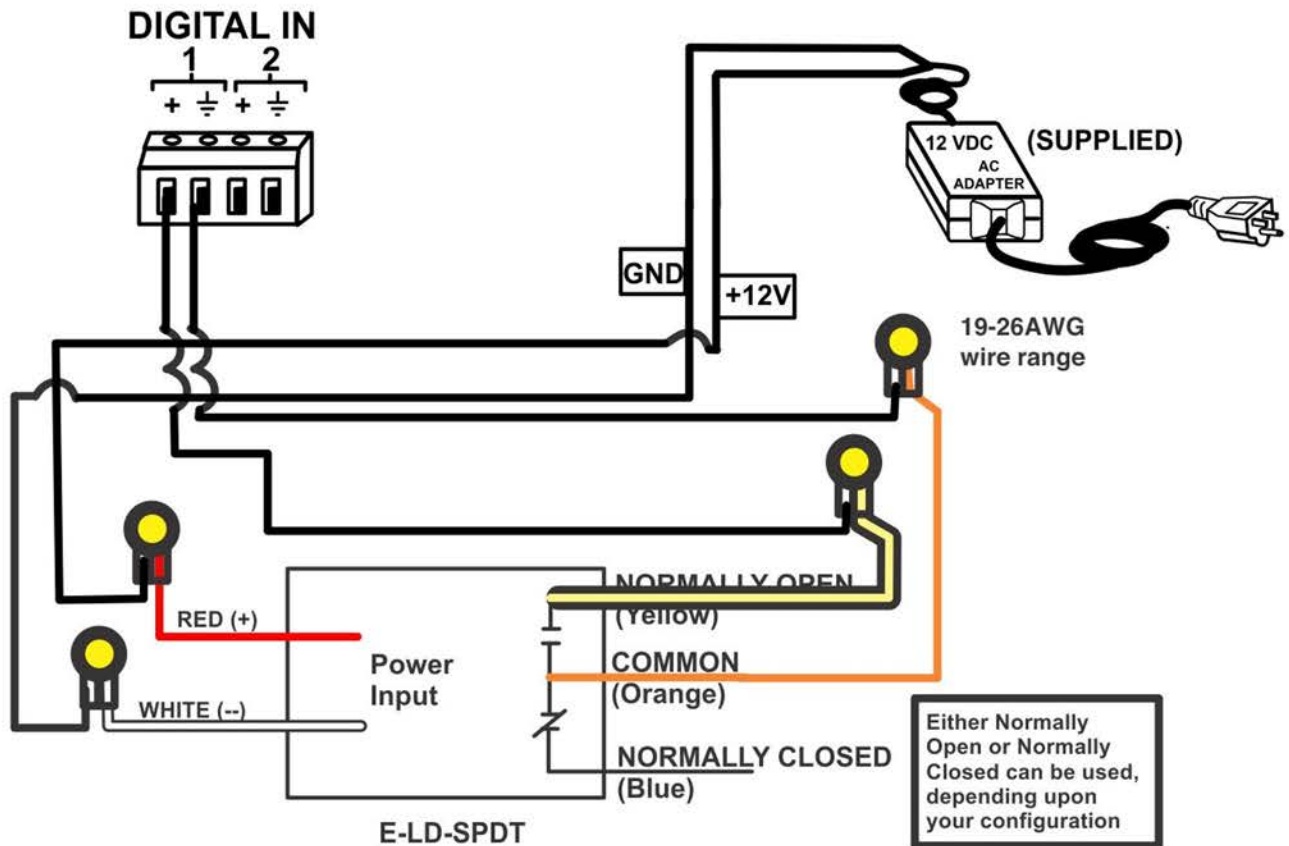 DIGITAL IN
1 2
+ ⏚ + ⏚
12 VDC
AC
ADAPTER
(SUPPLIED)
GND
+12V
19-26AWG
wire range
RED (+)
WHITE (--)
Power
Input
NORMALLY OPEN
(Yellow)
COMMON
(Orange)
NORMALLY CLOSED
(Blue)
E-LD-SPDT
Either Normally
Open or Normally
Closed can be used,
depending upon
your configuration